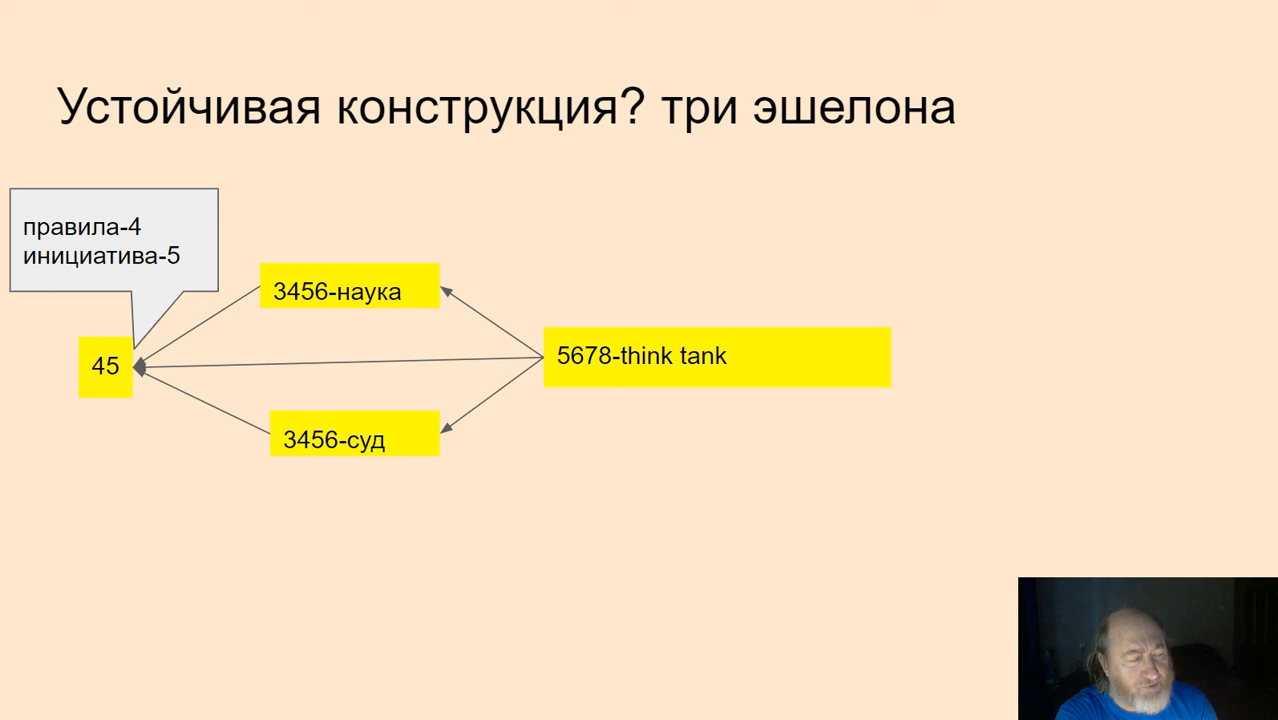 Устойчивая конструкция? три эшелона
правила-4
инициатива-5
3456-наука
45
5678-think tank
3456-суд